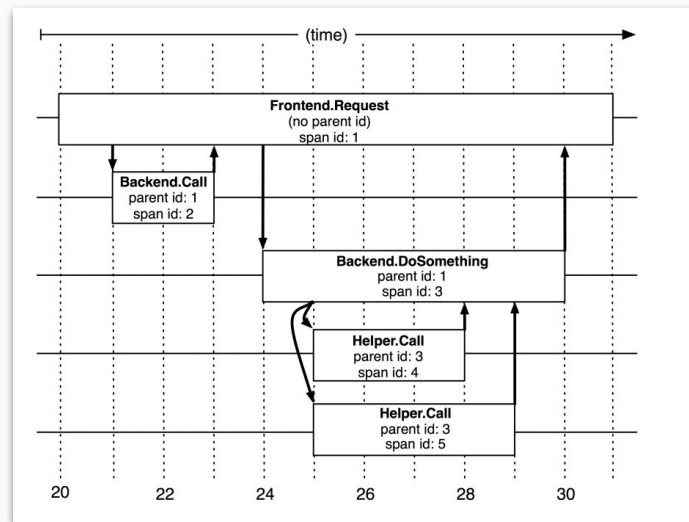 (time)
Frontend.Request
(no parent id)
span id: 1
Backend.Call
parent id: 1
span id: 2
Backend.DoSomething
parent id: 1
span id: 3
Helper.Call
parent id: 3
span id: 4
Helper.Call
parent id: 3
span id: 5
20 22 24 26 28 30